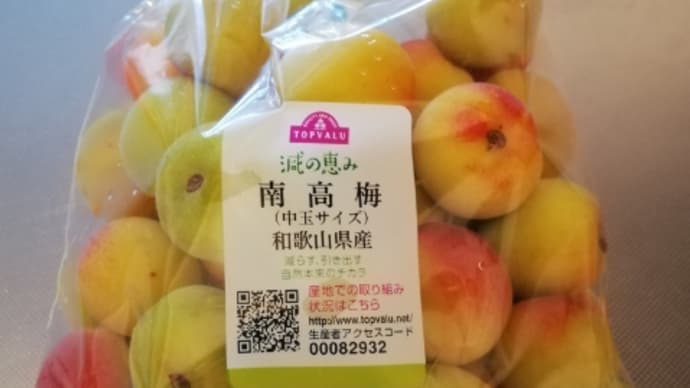 TOPVALU
減の恵み
南高梅
(中玉サイズ)
和歌山県産
減らす、引き出す
自然本来のチカラ
産地での取り組み
状況はこちら
http://www.topvalu.net/
生産者アクセスコード
00082932